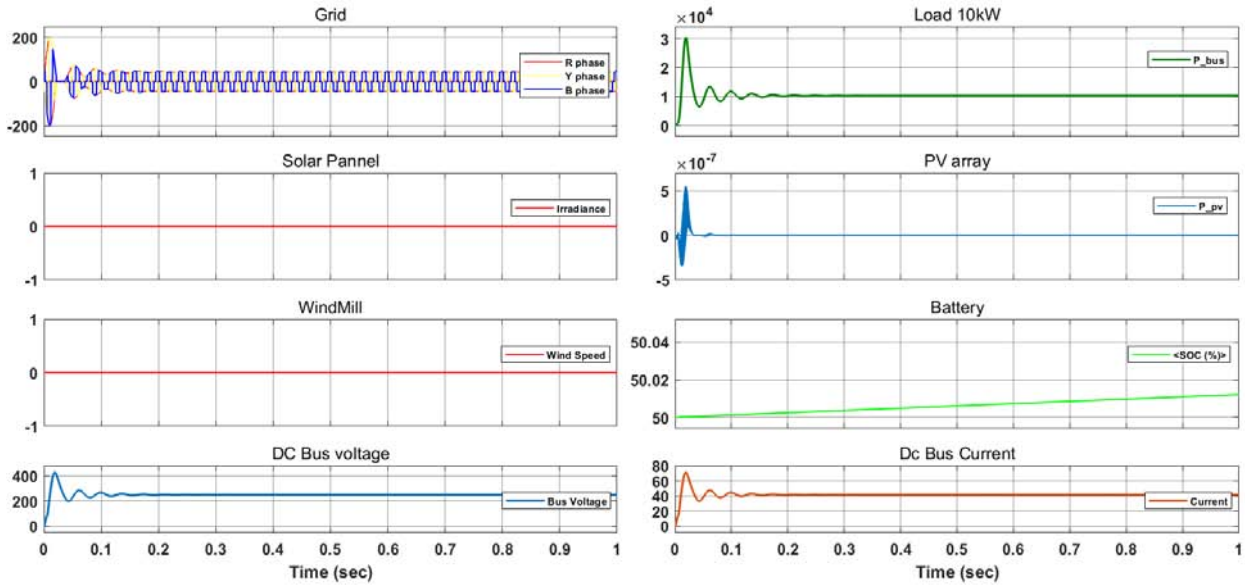 Grid
200
0
-200
R phase
Y phase
B phase
Load 10kW
×10⁴
3
2
1
0
P_bus
Solar Pannel
1
0
-1
Irradiance
PV array
×10⁻⁷
5
0
-5
P_pv
WindMill
1
0
-1
Wind Speed
Battery
50.04
50.02
50
<SOC (%)>
DC Bus voltage
400
200
0
Bus Voltage
0 0.1 0.2 0.3 0.4 0.5 0.6 0.7 0.8 0.9 1
Time (sec)
Dc Bus Current
80
60
40
20
0
Current
0 0.1 0.2 0.3 0.4 0.5 0.6 0.7 0.8 0.9 1
Time (sec)